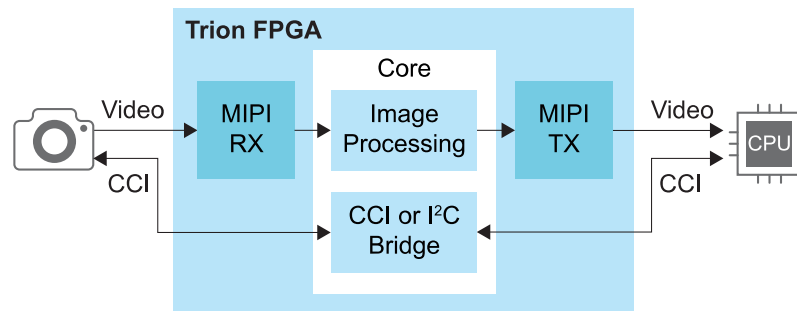 Trion FPGA
Core
Video
MIPI
RX
Image
Processing
MIPI
TX
Video
CPU
CCI
CCI or I²C
Bridge
CCI